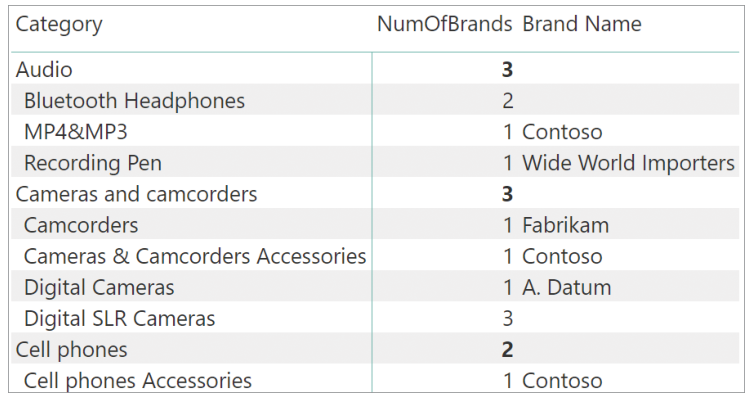 Category NumOfBrands Brand Name
Audio 3
Bluetooth Headphones 2
MP4&MP3 1 Contoso
Recording Pen 1 Wide World Importers
Cameras and camcorders 3
Camcorders 1 Fabrikam
Cameras & Camcorders Accessories 1 Contoso
Digital Cameras 1 A. Datum
Digital SLR Cameras 3
Cell phones 2
Cell phones Accessories 1 Contoso